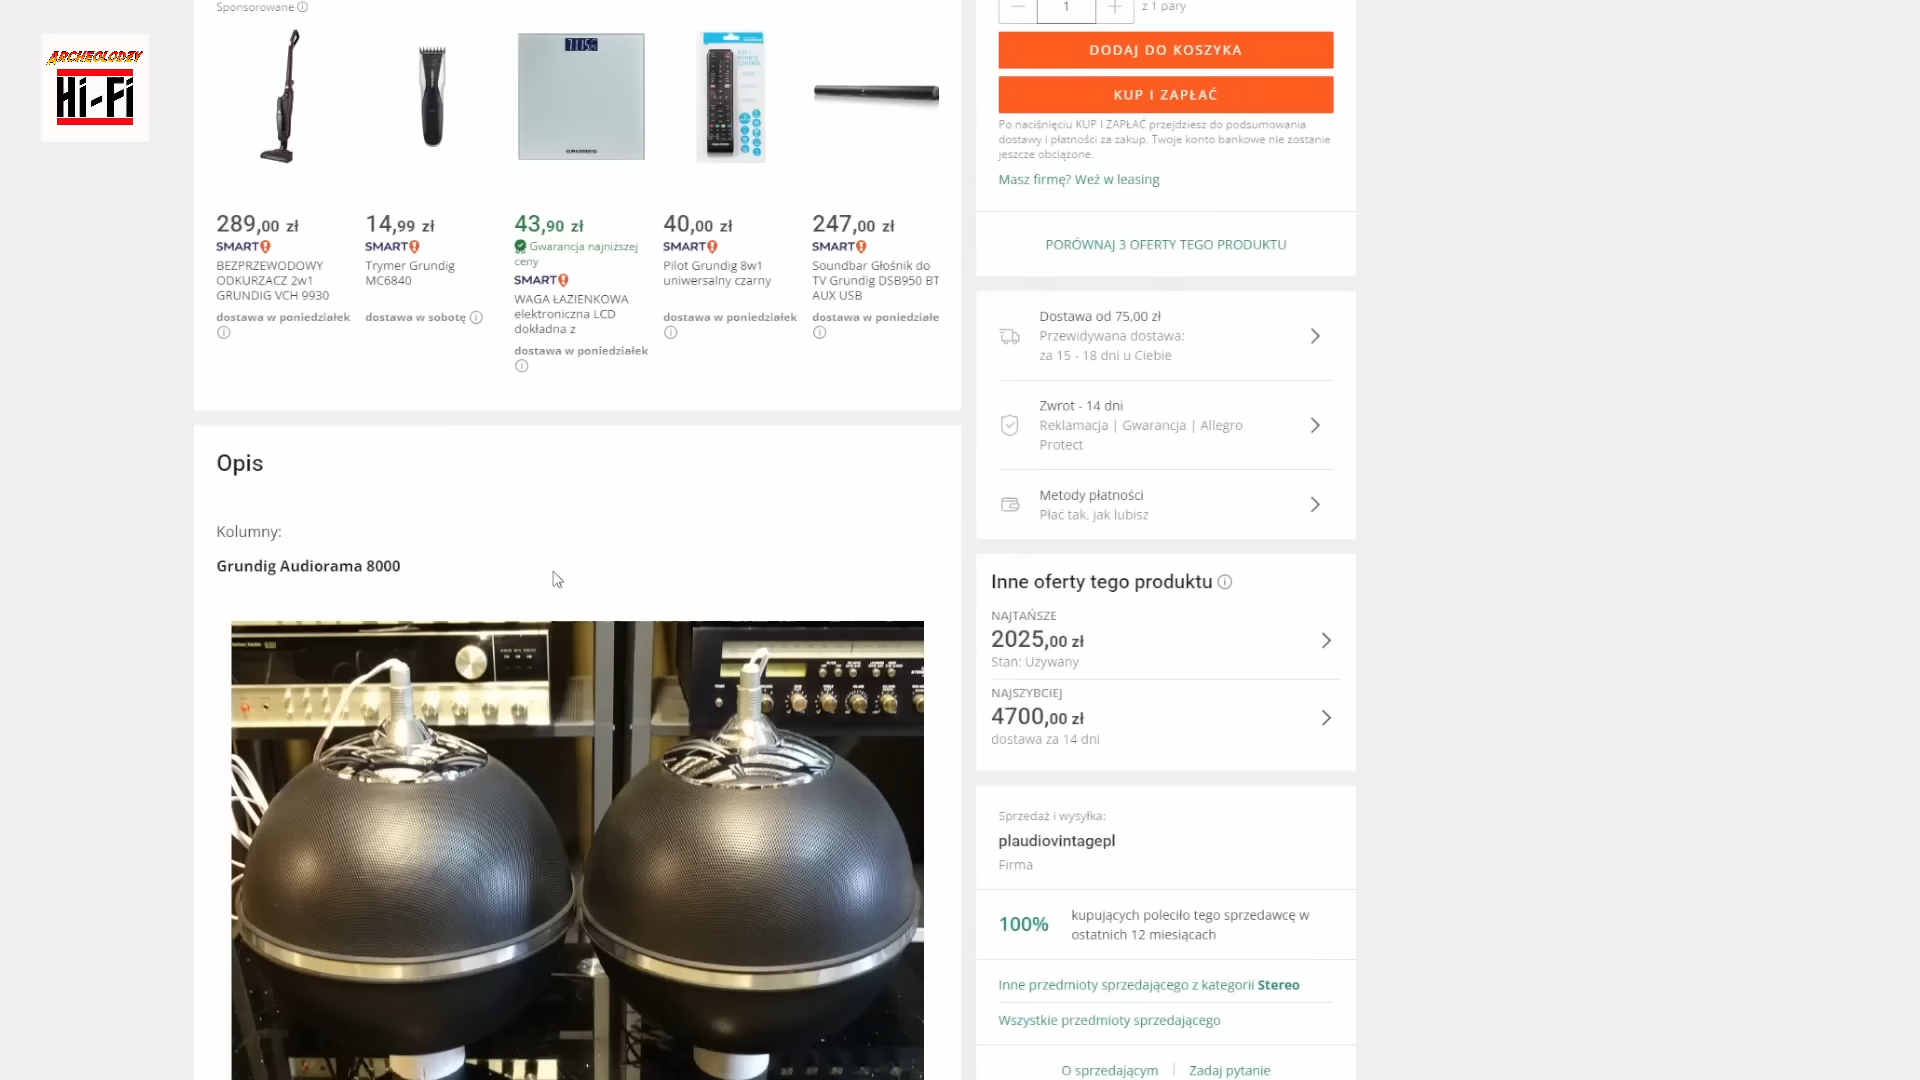 Sponsorowane
ARCHEOLODZY
Hi-Fi
GRUNDIG
289,00 zł
SMART!
BEZPRZEWODOWY
ODKURZACZ 2w1
GRUNDIG VCH 9930
dostawa w poniedziałek
14,99 zł
SMART!
Trymer Grundig
MC6840
dostawa w sobotę
43,90 zł
Gwarancja najniższej
ceny
SMART!
WAGA ŁAZIENKOWA
elektroniczna LCD
dokładna z
dostawa w poniedziałek
40,00 zł
SMART!
Pilot Grundig 8w1
uniwersalny czarny
dostawa w poniedziałek
247,00 zł
SMART!
Soundbar Głośnik do
TV Grundig DSB950 BT
AUX USB
dostawa w poniedziałe
Opis
Kolumny:
Grundig Audiorama 8000
1
z 1 pary
DODAJ DO KOSZYKA
KUP I ZAPŁAĆ
Po naciśnięciu KUP I ZAPŁAĆ przejdziesz do podsumowania
dostawy i płatności za zakup. Twoje konto bankowe nie zostanie
jeszcze obciążone.
Masz firmę? Weź w leasing
PORÓWNAJ 3 OFERTY TEGO PRODUKTU
Dostawa od 75,00 zł
Przewidywana dostawa:
za 15 - 18 dni u Ciebie
Zwrot - 14 dni
Reklamacja | Gwarancja | Allegro
Protect
Metody płatności
Płać tak, jak lubisz
Inne oferty tego produktu
NAJTAŃSZE
2025,00 zł
Stan: Używany
NAJSZYBCIEJ
4700,00 zł
dostawa za 14 dni
Sprzedaż i wysyłka:
plaudiovintagepl
Firma
100%
kupujących poleciło tego sprzedawcę w
ostatnich 12 miesiącach
Inne przedmioty sprzedającego z kategorii Stereo
Wszystkie przedmioty sprzedającego
O sprzedającym | Zadaj pytanie